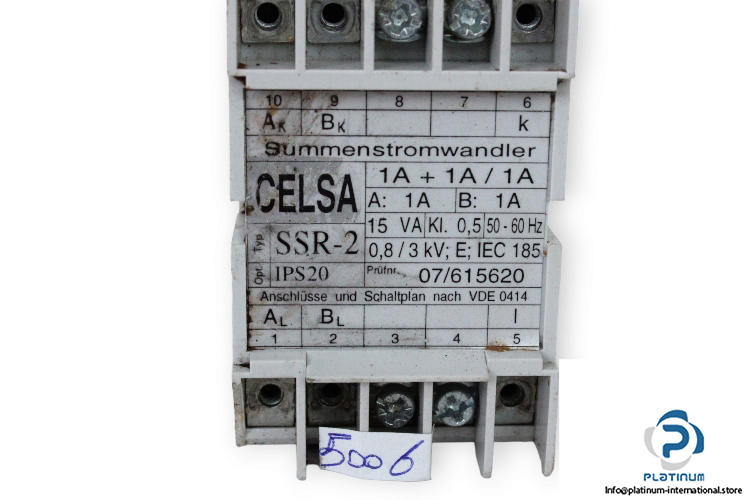 10 9 8 7 6
AK BK k
Summenstromwandler
CELSA
1A + 1A / 1A
A: 1A B: 1A
15 VA Kl. 0,5 50 - 60 Hz
Typ SSR-2
0,8 / 3 kV; E; IEC 185
Opt. IPS20
Prüfnr. 07/615620
Anschlüsse und Schaltplan nach VDE 0414
AL BL l
1 2 3 4 5
5006
PLATINUM
Info@platinum-international.store